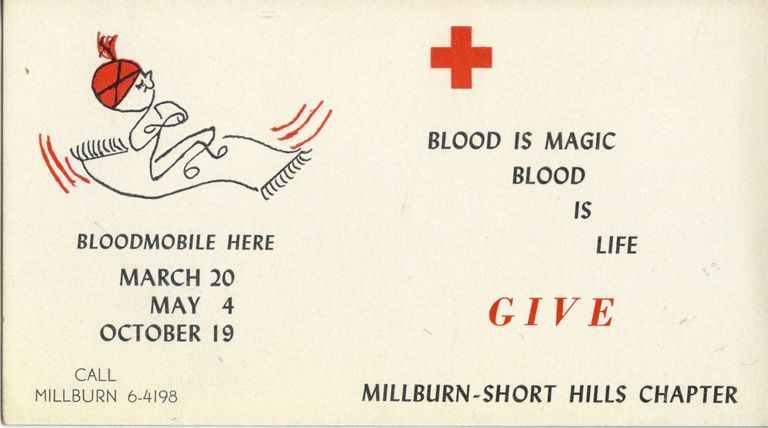 BLOODMOBILE HERE
MARCH 20
MAY 4
OCTOBER 19
CALL
MILLBURN 6-4198
BLOOD IS MAGIC
BLOOD
IS
LIFE
GIVE
MILLBURN-SHORT HILLS CHAPTER